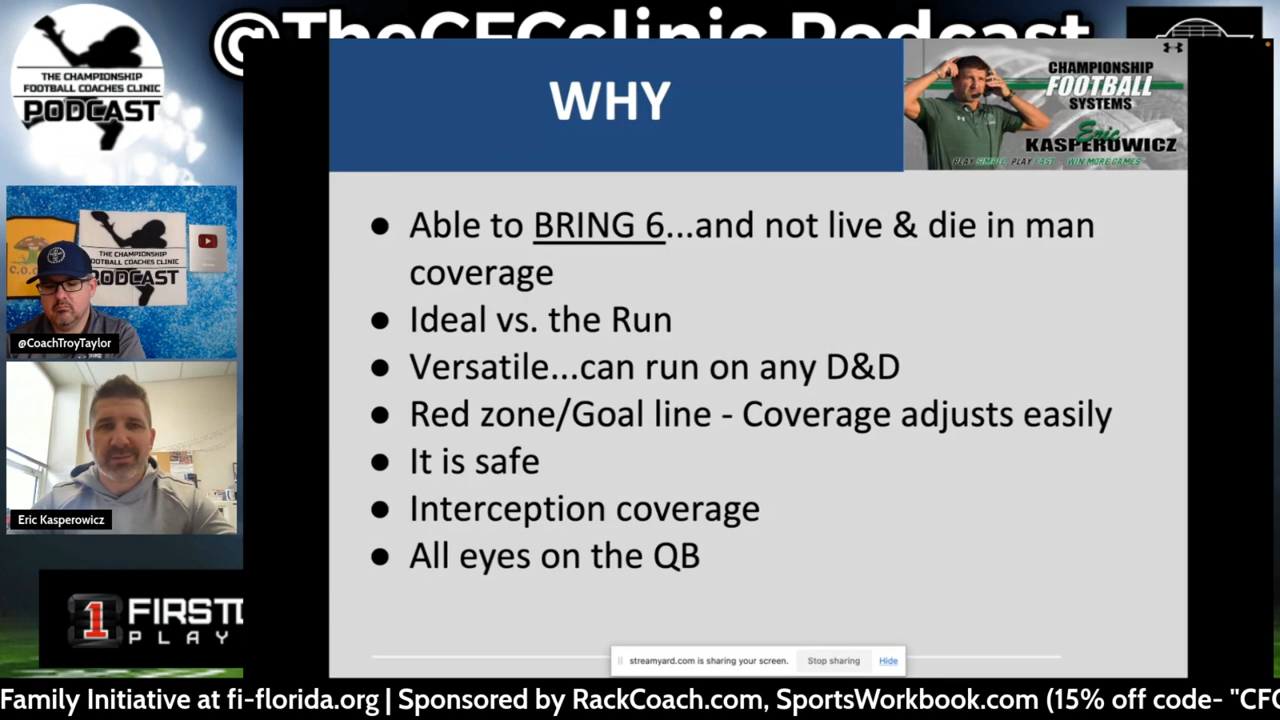 @TheCFCclinic Podcast
THE CHAMPIONSHIP
FOOTBALL COACHES CLINIC
PODCAST
WHY
CHAMPIONSHIP
FOOTBALL
SYSTEMS
Eric
KASPEROWICZ
PLAY SIMPLE. PLAY FAST. WIN MORE GAMES
● Able to BRING 6...and not live & die in man
coverage
● Ideal vs. the Run
● Versatile...can run on any D&D
● Red zone/Goal line - Coverage adjusts easily
● It is safe
● Interception coverage
● All eyes on the QB
THE CHAMPIONSHIP
FOOTBALL COACHES CLINIC
PODCAST
@CoachTroyTaylor
Eric Kasperowicz
1 FIRST
PLAY
streamyard.com is sharing your screen. Stop sharing Hide
Family Initiative at fi-florida.org | Sponsored by RackCoach.com, SportsWorkbook.com (15% off code- "CFC